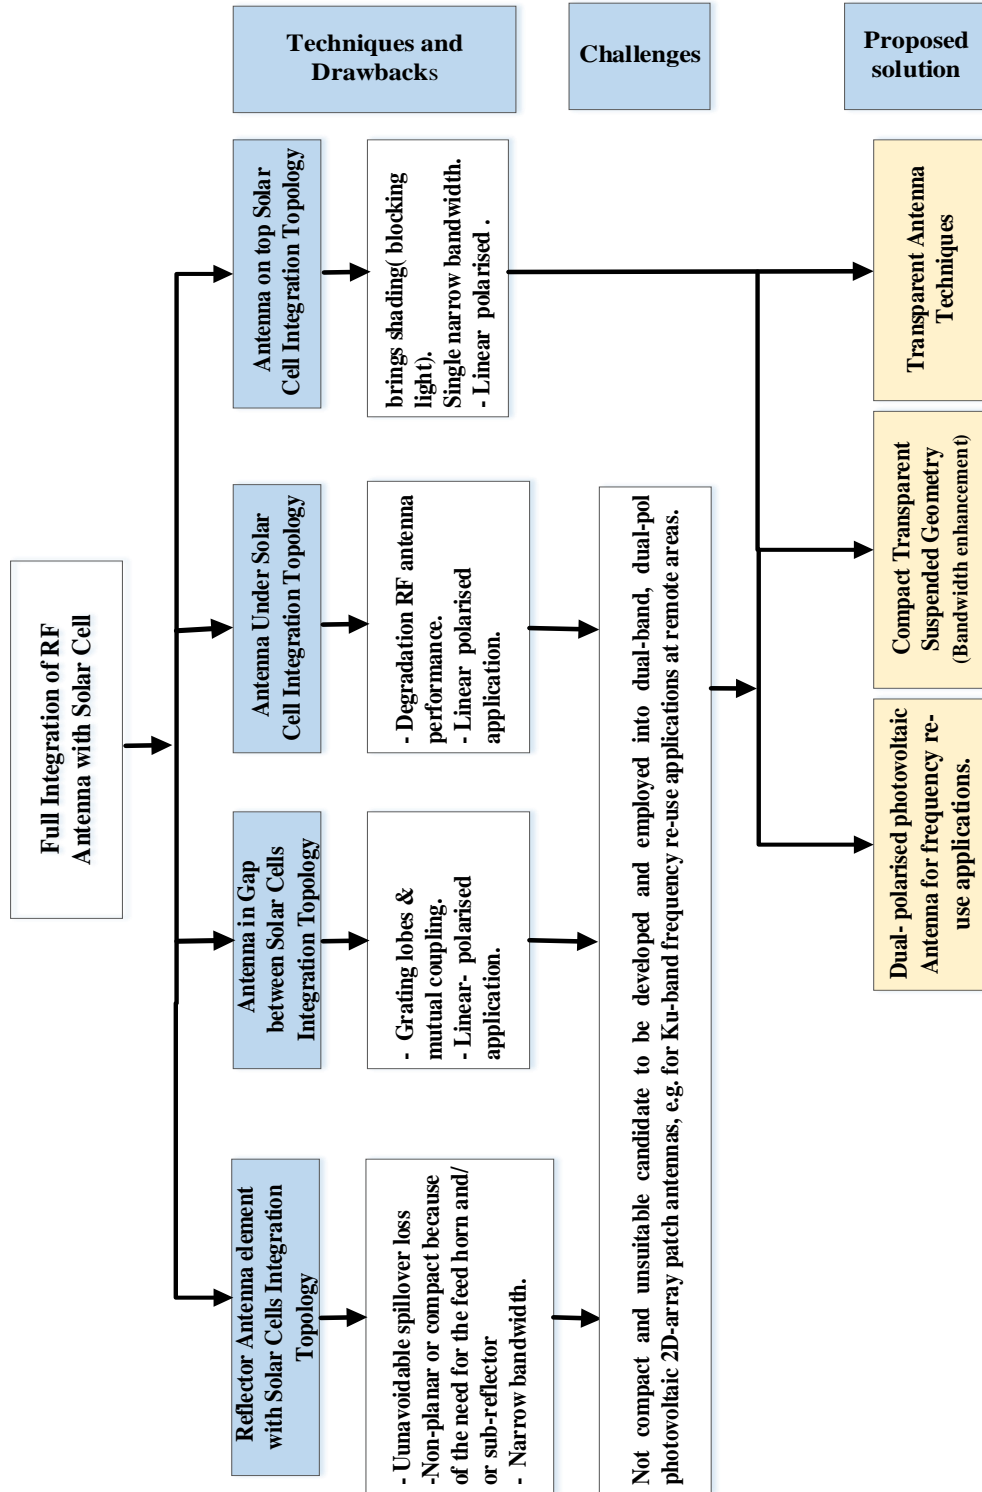 Full Integration of RF
Antenna with Solar Cell
Techniques and
Drawbacks
Challenges
Proposed
solution
Reflector Antenna element
with Solar Cells Integration
Topology
Antenna in Gap
between Solar Cells
Integration Topology
Antenna Under Solar
Cell Integration Topology
Antenna on top Solar
Cell Integration Topology
- Uunavoidable spillover loss
-Non-planar or compact because
of the need for the feed horn and/
or sub-reflector
- Narrow bandwidth.
- Grating lobes &
mutual coupling.
- Linear- polarised
application.
- Degradation RF antenna
performance.
- Linear polarised
application.
brings shading( blocking
light).
Single narrow bandwidth.
- Linear polarised .
Not compact and unsuitable candidate to be developed and employed into dual-band, dual-pol
photovoltaic 2D-array patch antennas, e.g. for Ku-band frequency re-use applications at remote areas.
Dual- polarised photovoltaic
Antenna for frequency re-
use applications.
Compact Transparent
Suspended Geometry
(Bandwidth enhancement)
Transparent Antenna
Techniques